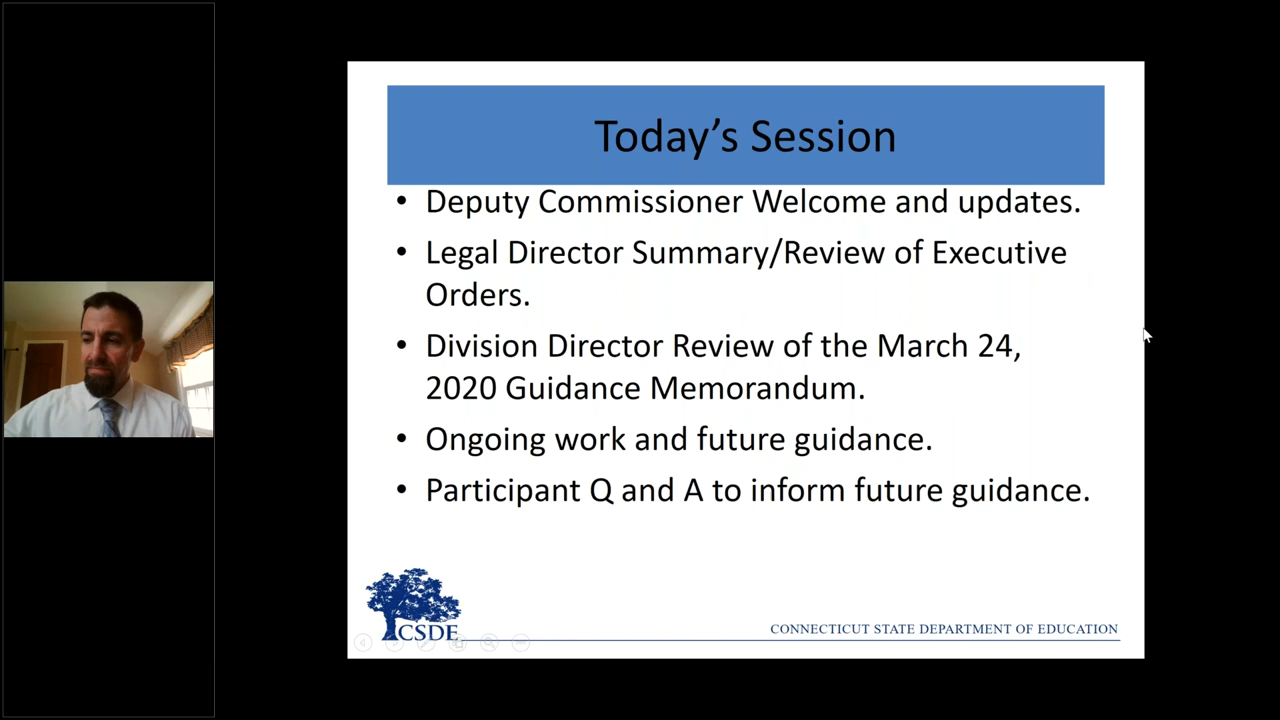 Today’s Session
• Deputy Commissioner Welcome and updates.
• Legal Director Summary/Review of Executive
Orders.
• Division Director Review of the March 24,
2020 Guidance Memorandum.
• Ongoing work and future guidance.
• Participant Q and A to inform future guidance.
CSDE
CONNECTICUT STATE DEPARTMENT OF EDUCATION